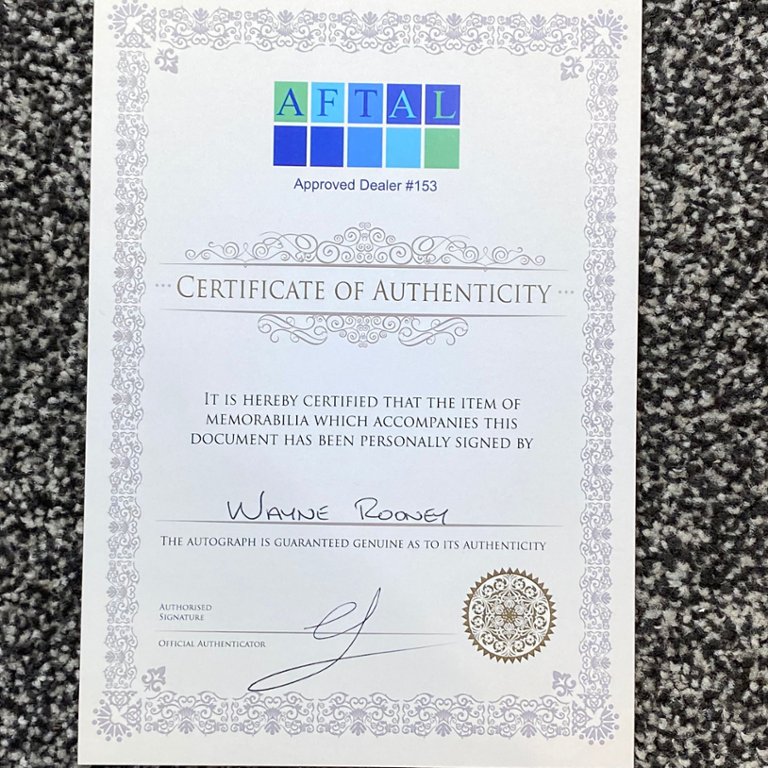 AFTAL
Approved Dealer #153
CERTIFICATE OF AUTHENTICITY
IT IS HEREBY CERTIFIED THAT THE ITEM OF
MEMORABILIA WHICH ACCOMPANIES THIS
DOCUMENT HAS BEEN PERSONALLY SIGNED BY
WAYNE ROONEY
THE AUTOGRAPH IS GUARANTEED GENUINE AS TO ITS AUTHENTICITY
AUTHORISED
SIGNATURE
OFFICIAL AUTHENTICATOR